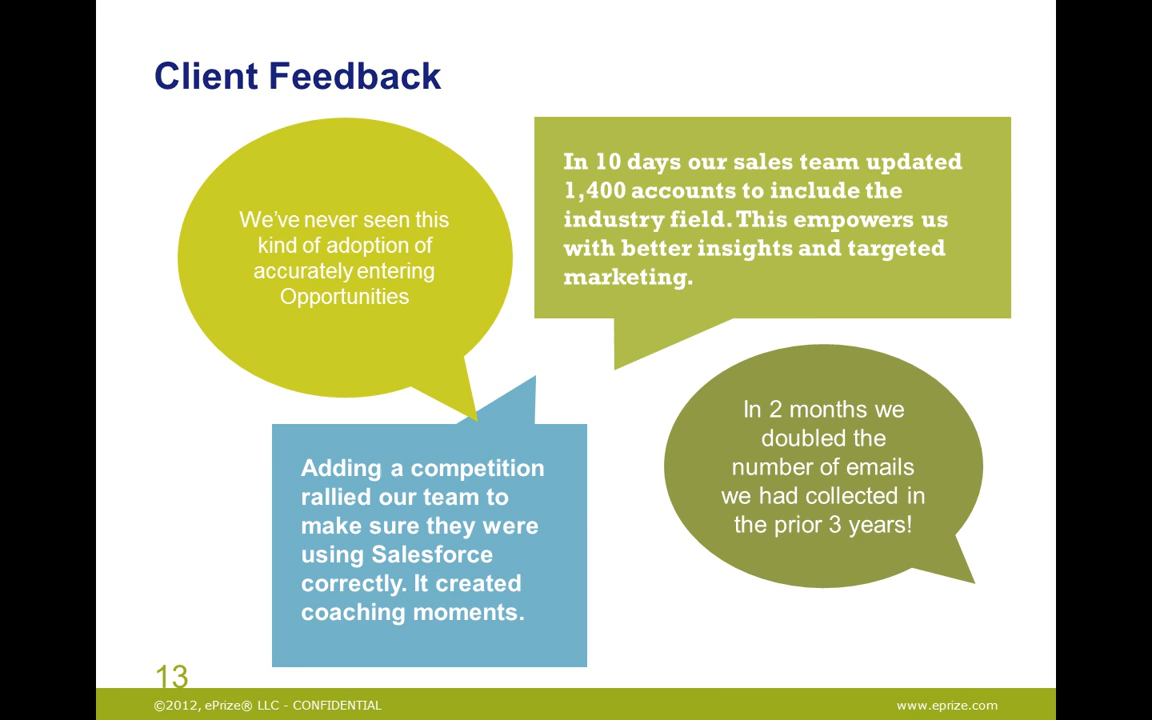 Client Feedback
We’ve never seen this
kind of adoption of
accurately entering
Opportunities
In 10 days our sales team updated
1,400 accounts to include the
industry field. This empowers us
with better insights and targeted
marketing.
Adding a competition
rallied our team to
make sure they were
using Salesforce
correctly. It created
coaching moments.
In 2 months we
doubled the
number of emails
we had collected in
the prior 3 years!
13
©2012, ePrize® LLC - CONFIDENTIAL
www.eprize.com